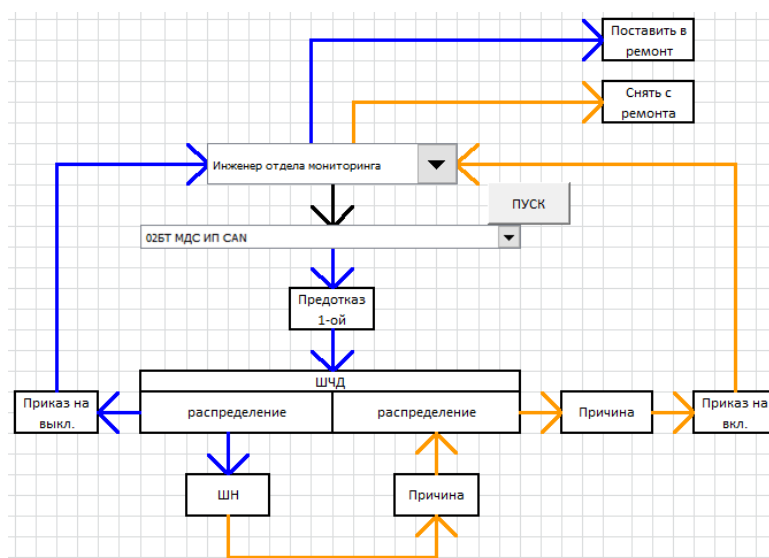 Поставить в
ремонт
Снять с
ремонта
Инженер отдела мониторинга
ПУСК
02БТ МДС ИП CAN
Предотказ
1-ой
ШЧД
Приказ на
выкл.
распределение
распределение
Причина
Приказ на
вкл.
ШН
Причина